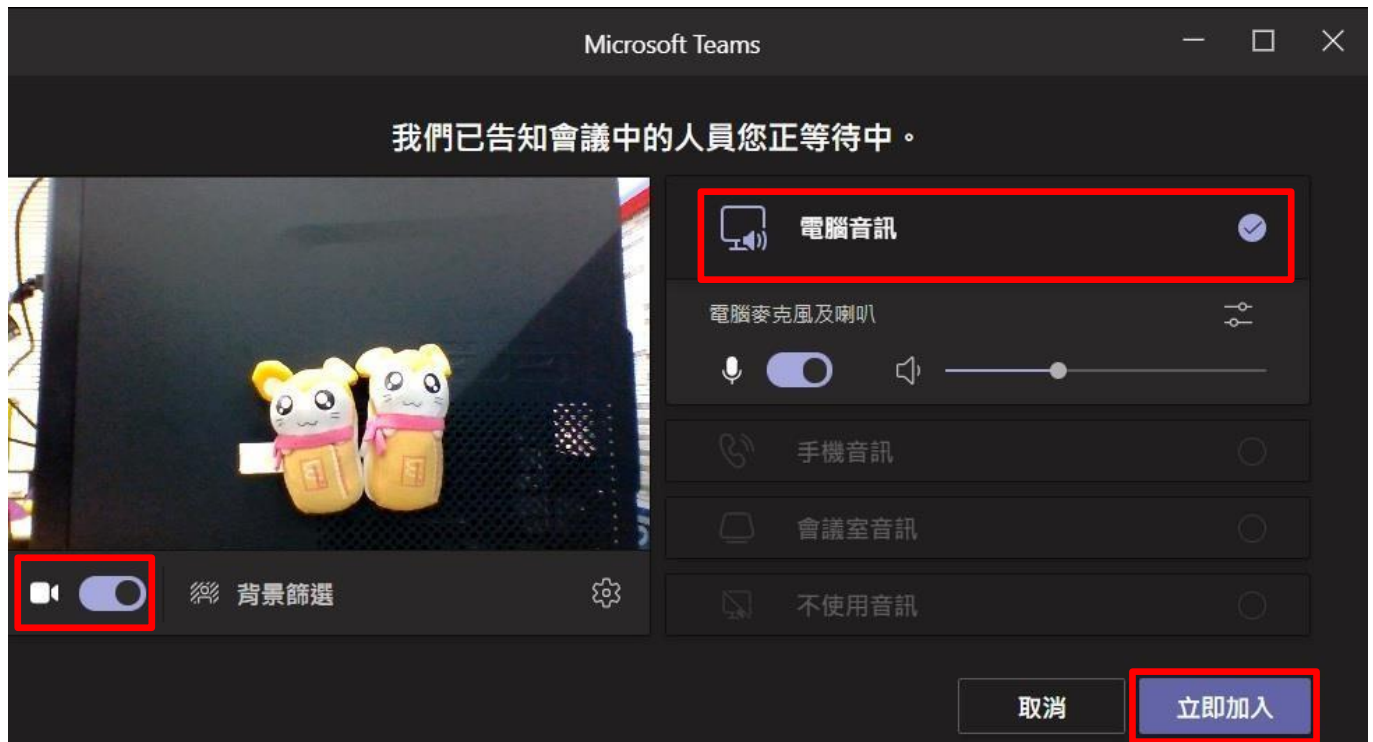 Microsoft Teams
我們已告知會議中的人員您正等待中。
電腦音訊
電腦麥克風及喇叭
手機音訊
會議室音訊
背景篩選
不使用音訊
取消
立即加入